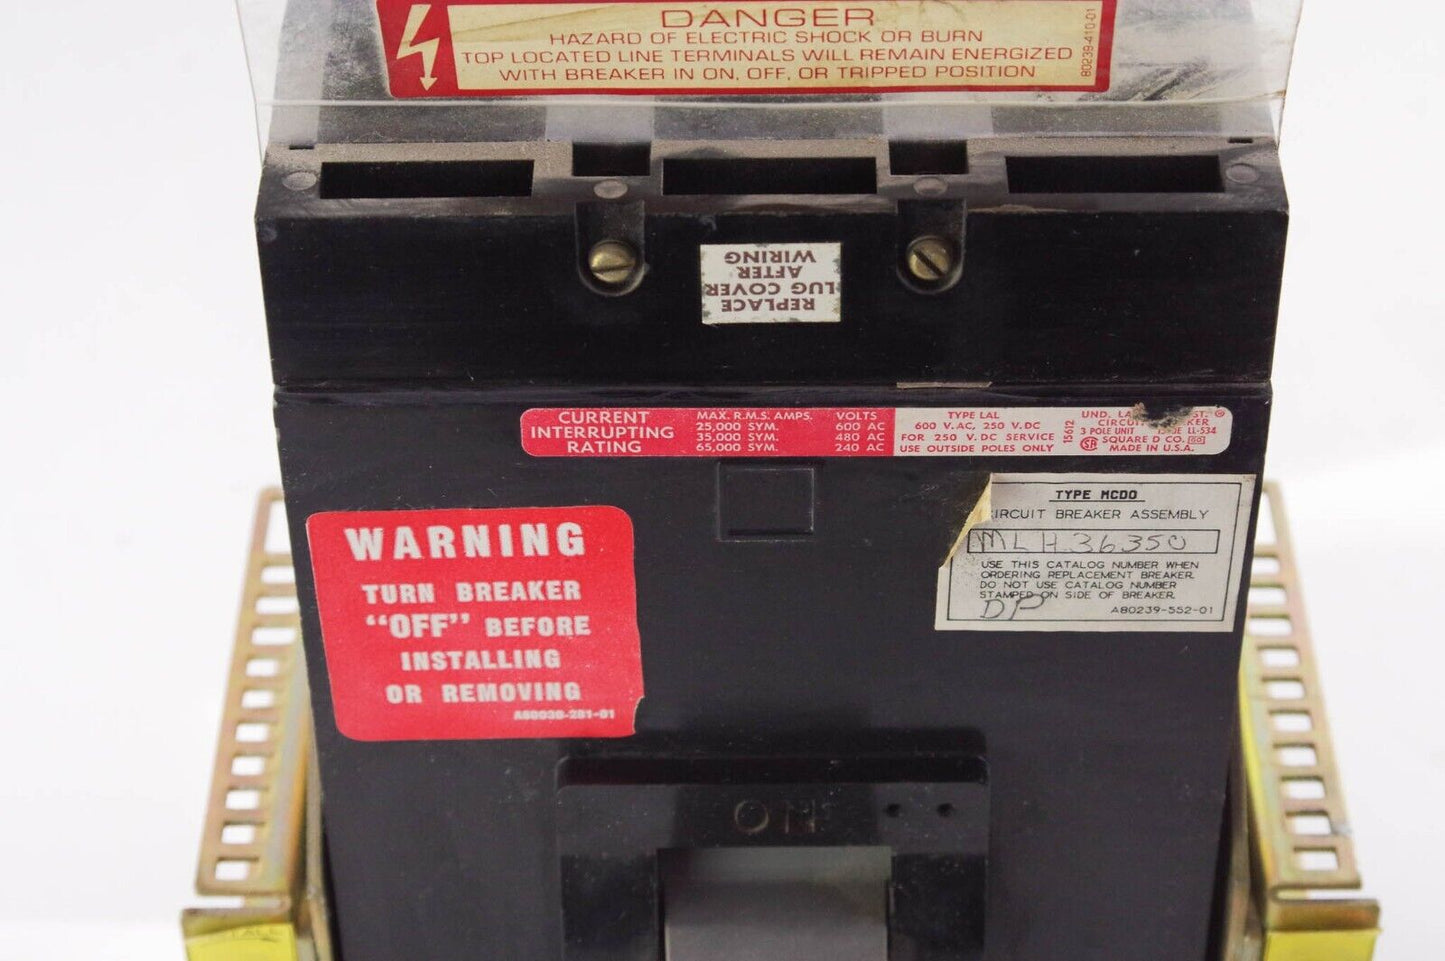 DANGER
HAZARD OF ELECTRIC SHOCK OR BURN
TOP LOCATED LINE TERMINALS WILL REMAIN ENERGIZED
WITH BREAKER IN ON, OFF, OR TRIPPED POSITION
80239-410-01
REPLACE
LUG COVER
AFTER
WIRING
CURRENT
INTERRUPTING
RATING
MAX. R.M.S. AMPS. VOLTS
25,000 SYM. 600 AC
35,000 SYM. 480 AC
65,000 SYM. 240 AC
TYPE LAL
600 V.AC, 250 V.DC
FOR 250 V.DC SERVICE
USE OUTSIDE POLES ONLY
15612
UND. ST.
3 POLE UNIT LL-534
SQUARE D CO.
MADE IN U.S.A.
TYPE MCDO
CIRCUIT BREAKER ASSEMBLY
MLH36350
USE THIS CATALOG NUMBER WHEN
ORDERING REPLACEMENT BREAKER.
DO NOT USE CATALOG NUMBER
STAMPED ON SIDE OF BREAKER.
DP A80239-552-01
WARNING
TURN BREAKER
"OFF" BEFORE
INSTALLING
OR REMOVING
A80030-281-01
ON